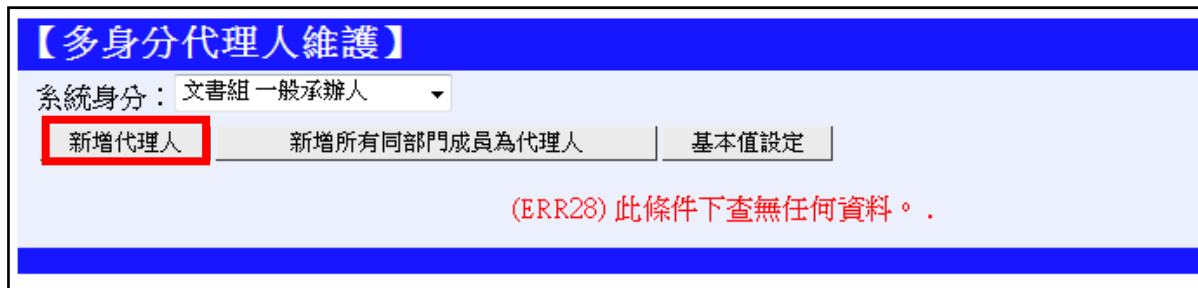 【多身分代理人維護】
系統身分：文書組 一般承辦人
新增代理人 新增所有同部門成員為代理人 基本值設定
(ERR28) 此條件下查無任何資料。.